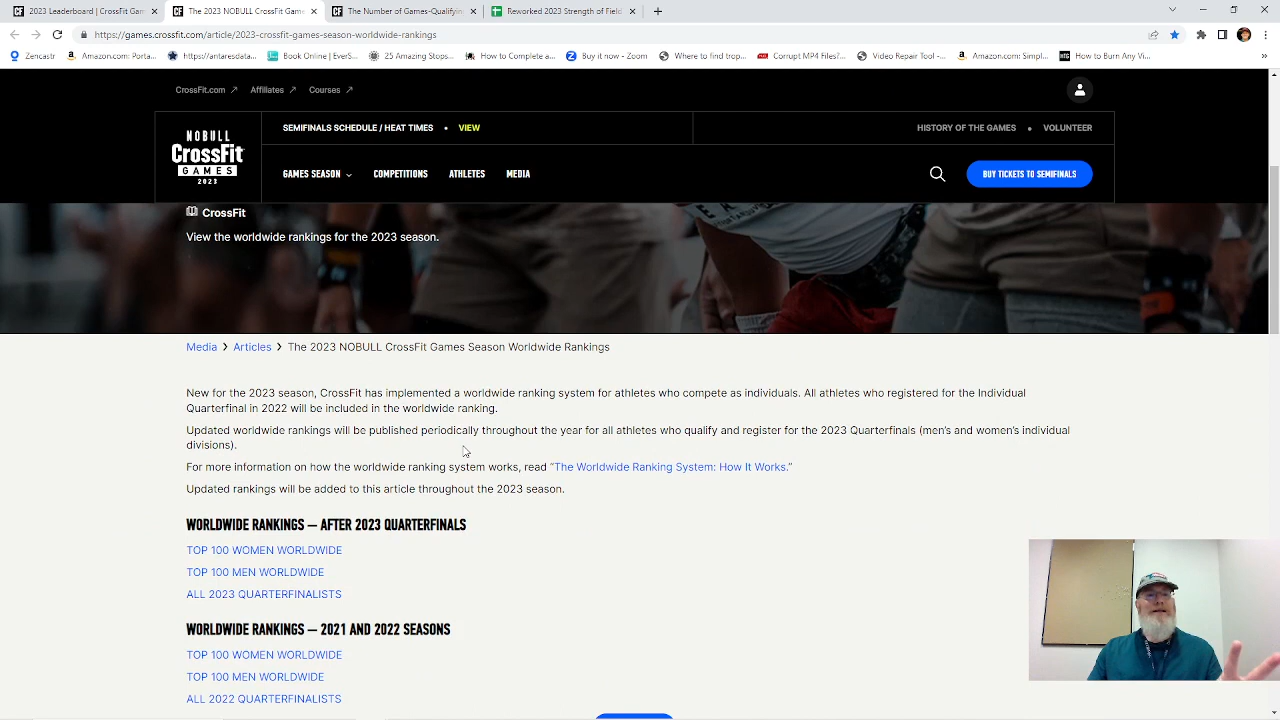 2023 Leaderboard | CrossFit Gam
The 2023 NOBULL CrossFit Game
The Number of Games-Qualifyin
Reworked 2023 Strength of Field
https://games.crossfit.com/article/2023-crossfit-games-season-worldwide-rankings
Zencastr
Amazon.com: Porta...
https://antaresdata...
Book Online | EverS...
25 Amazing Stops...
How to Complete a...
Buy it now - Zoom
Where to find trop...
Corrupt MP4 Files?...
Video Repair Tool -...
Amazon.com: Simpl...
How to Burn Any Vi...
CrossFit.com
Affiliates
Courses
SEMIFINALS SCHEDULE / HEAT TIMES • VIEW
HISTORY OF THE GAMES • VOLUNTEER
NOBULL
CrossFit
GAMES
2023
GAMES SEASON
COMPETITIONS
ATHLETES
MEDIA
BUY TICKETS TO SEMIFINALS
CrossFit
View the worldwide rankings for the 2023 season.
Media > Articles > The 2023 NOBULL CrossFit Games Season Worldwide Rankings
New for the 2023 season, CrossFit has implemented a worldwide ranking system for athletes who compete as individuals. All athletes who registered for the Individual
Quarterfinal in 2022 will be included in the worldwide ranking.
Updated worldwide rankings will be published periodically throughout the year for all athletes who qualify and register for the 2023 Quarterfinals (men's and women's individual
divisions).
For more information on how the worldwide ranking system works, read “The Worldwide Ranking System: How It Works.”
Updated rankings will be added to this article throughout the 2023 season.
WORLDWIDE RANKINGS — AFTER 2023 QUARTERFINALS
TOP 100 WOMEN WORLDWIDE
TOP 100 MEN WORLDWIDE
ALL 2023 QUARTERFINALISTS
WORLDWIDE RANKINGS — 2021 AND 2022 SEASONS
TOP 100 WOMEN WORLDWIDE
TOP 100 MEN WORLDWIDE
ALL 2022 QUARTERFINALISTS